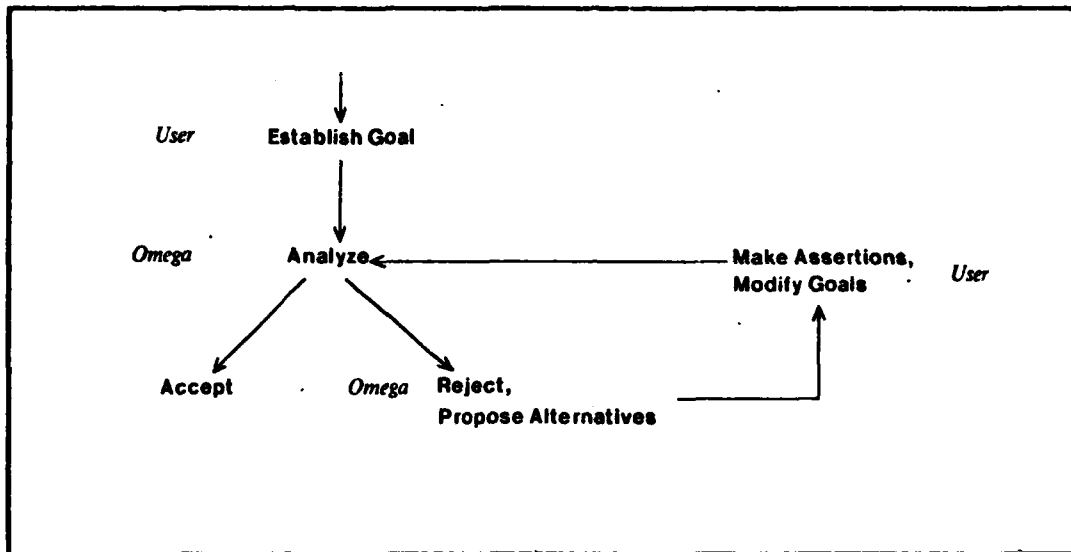 User
Establish Goal
Omega
Analyze
Make Assertions,
Modify Goals
User
Accept
Omega
Reject,
Propose Alternatives